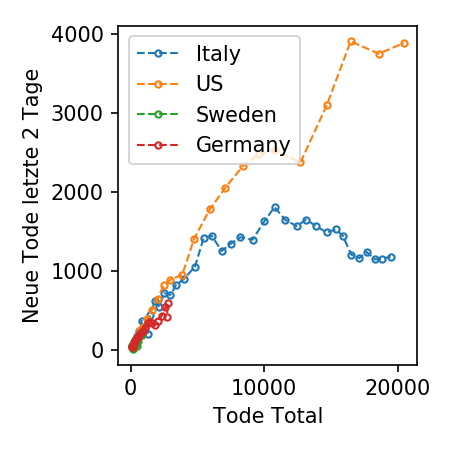 4000
3000
2000
1000
0
Neue Tode letzte 2 Tage
Italy
US
Sweden
Germany
0
10000
20000
Tode Total